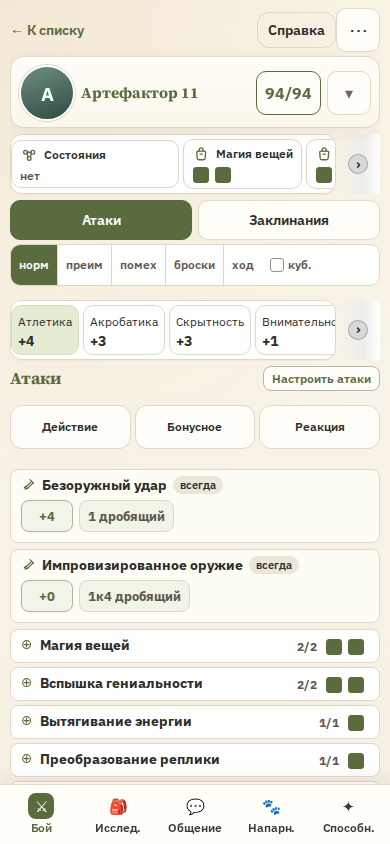 ← К списку
Справка
...
А
Артефактор 11
94/94
▼
Состояния
нет
Магия вещей
›
Атаки
Заклинания
норм
преим
помех
броски
ход
куб.
Атлетика
+4
Акробатика
+3
Скрытность
+3
Внимательно
+1
›
Атаки
Настроить атаки
Действие
Бонусное
Реакция
Безоружный удар
всегда
+4
1 дробящий
Импровизированное оружие
всегда
+0
1к4 дробящий
Магия вещей
2/2
Вспышка гениальности
2/2
Вытягивание энергии
1/1
Преобразование реплики
1/1
Бой
Исслед.
Общение
Напарн.
Способн.